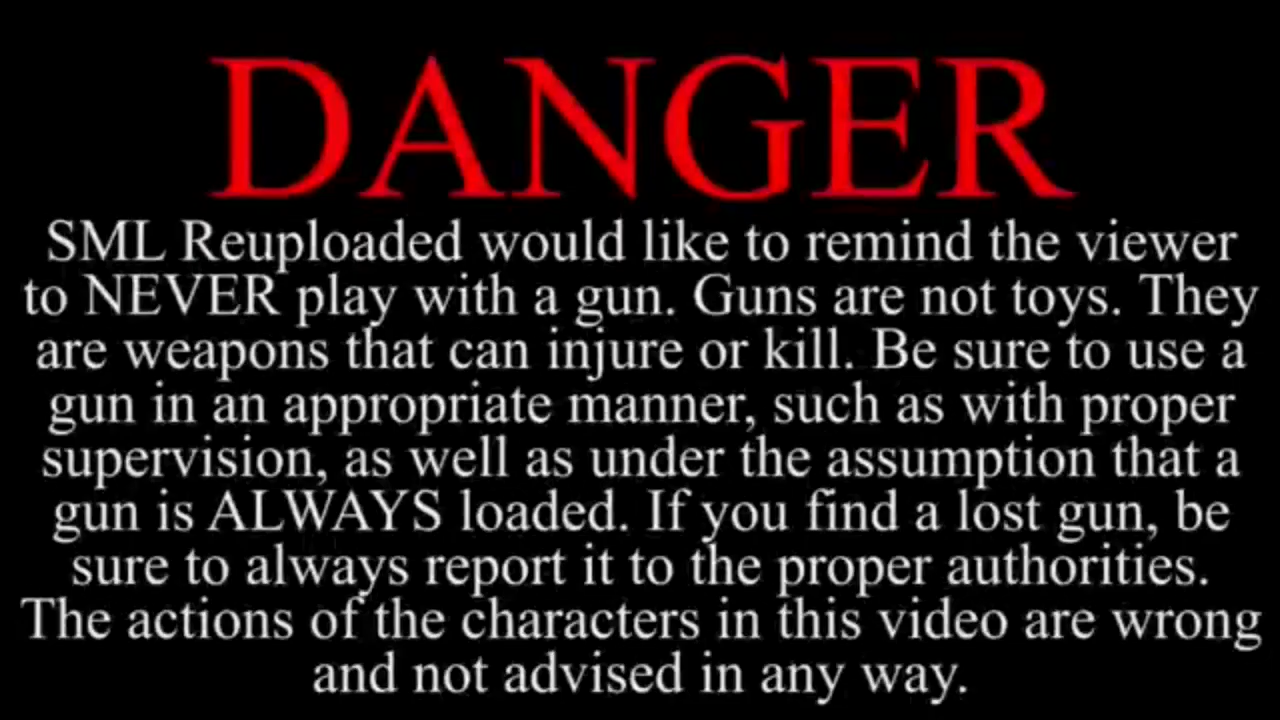 DANGER
SML Reuploaded would like to remind the viewer
to NEVER play with a gun. Guns are not toys. They
are weapons that can injure or kill. Be sure to use a
gun in an appropriate manner, such as with proper
supervision, as well as under the assumption that a
gun is ALWAYS loaded. If you find a lost gun, be
sure to always report it to the proper authorities.
The actions of the characters in this video are wrong
and not advised in any way.